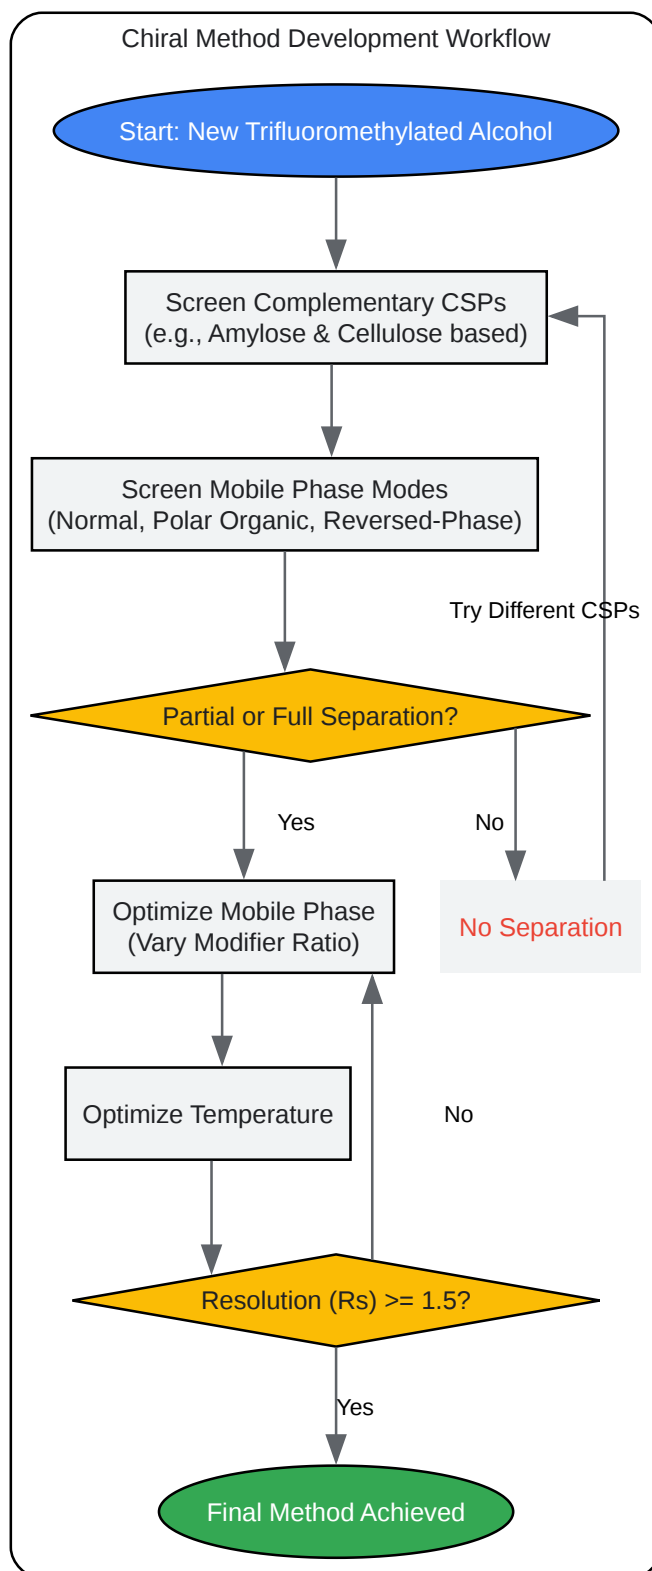 Chiral Method Development Workflow
Start: New Trifluoromethylated Alcohol
Screen Complementary CSPs
(e.g., Amylose & Cellulose based)
Screen Mobile Phase Modes
(Normal, Polar Organic, Reversed-Phase)
Try Different CSPs
Partial or Full Separation?
Yes
No
Optimize Mobile Phase
(Vary Modifier Ratio)
No Separation
Optimize Temperature
No
Resolution (Rs) >= 1.5?
Yes
Final Method Achieved